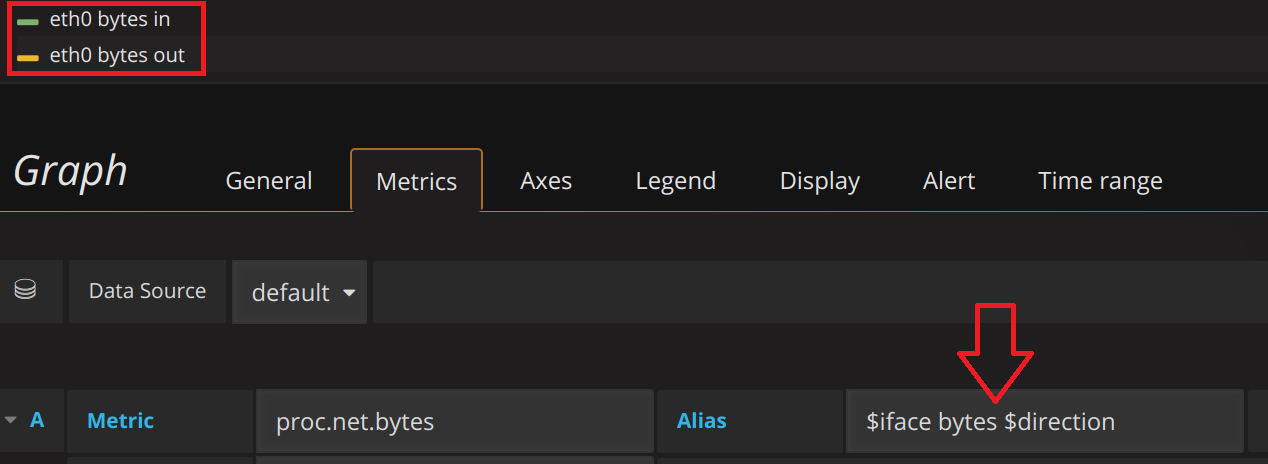 eth0 bytes in
eth0 bytes out
Graph General Metrics Axes Legend Display Alert Time range
Data Source default
A Metric proc.net.bytes Alias $iface bytes $direction